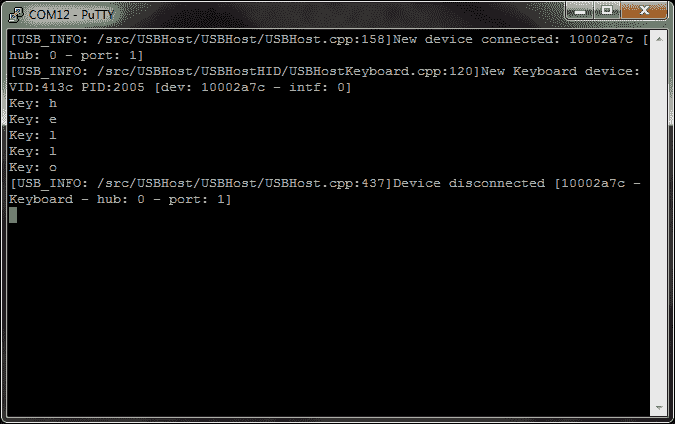 COM12 - PuTTY
[USB_INFO: /src/USBHost/USBHost/USBHost.cpp:158]New device connected: 10002a7c [
hub: 0 - port: 1]
[USB_INFO: /src/USBHost/USBHostHID/USBHostKeyboard.cpp:120]New Keyboard device:
VID:413c PID:2005 [dev: 10002a7c - intf: 0]
Key: h
Key: e
Key: l
Key: l
Key: o
[USB_INFO: /src/USBHost/USBHost/USBHost.cpp:437]Device disconnected [10002a7c -
Keyboard - hub: 0 - port: 1]